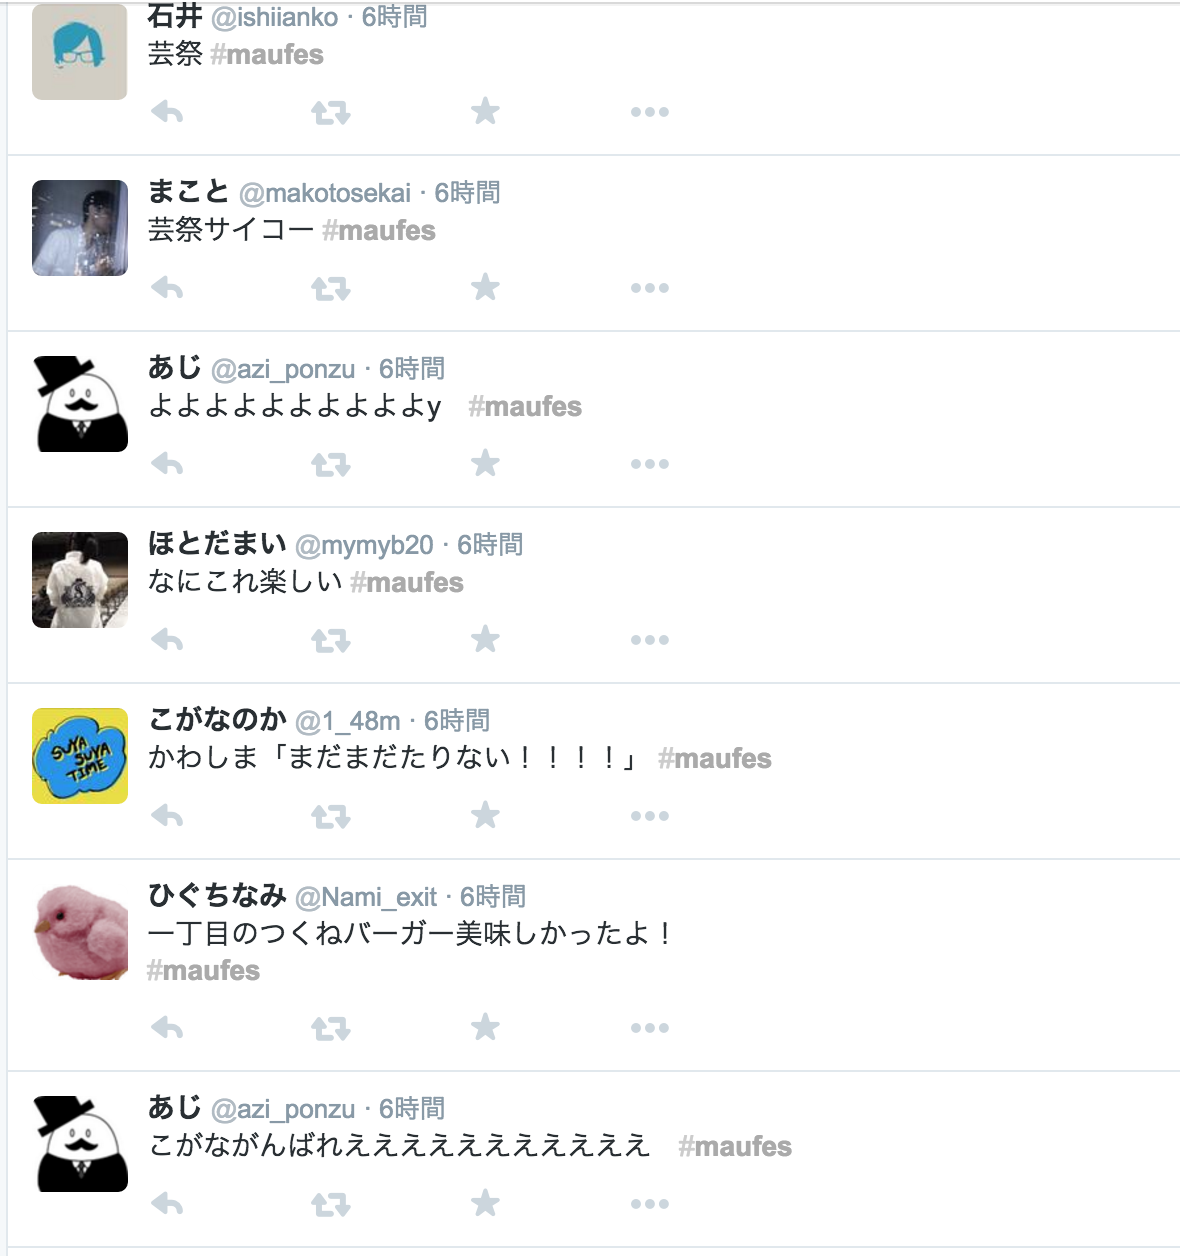 石井 @ishiianko · 6時間
芸祭 #maufes
まこと @makotosekai · 6時間
芸祭サイコー #maufes
あじ @azi_ponzu · 6時間
よよよよよよよよよよy　#maufes
ほとだまい @mymyb20 · 6時間
なにこれ楽しい #maufes
こがなのか @1_48m · 6時間
SUYA
SUYA
TIME
かわしま「まだまだたりない！！！！」 #maufes
ひぐちなみ @Nami_exit · 6時間
一丁目のつくねバーガー美味しかったよ！
#maufes
あじ @azi_ponzu · 6時間
こがながんばれえええええええええええ　#maufes